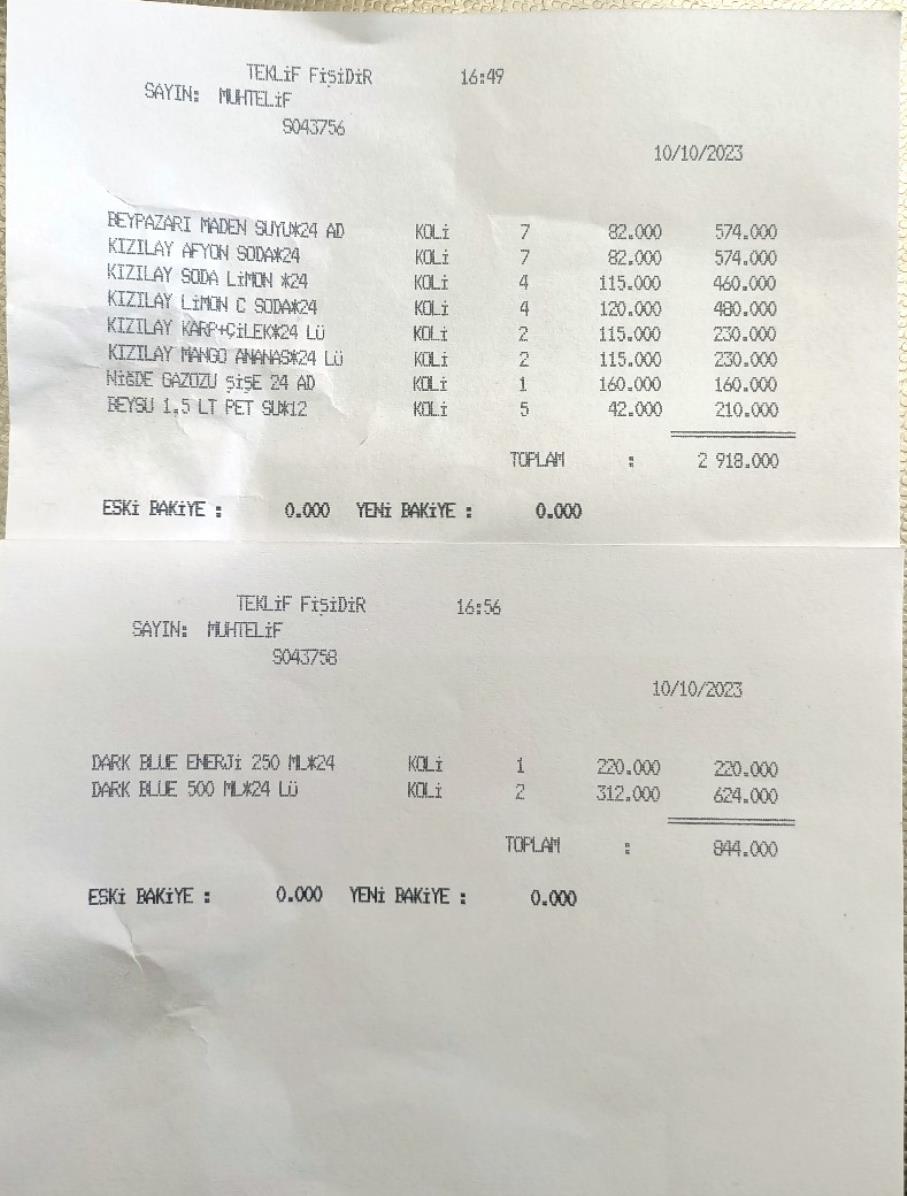 TEKLiF FiŞiDiR 16:49
SAYIN: MUHTELiF
S043756
10/10/2023
BEYPAZARI MADEN SUYU*24 AD KOLi 7 82.000 574.000
KIZILAY AFYON SODA*24 KOLi 7 82.000 574.000
KIZILAY SODA LiMON *24 KOLi 4 115.000 460.000
KIZILAY LiMON C SODA*24 KOLi 4 120.000 480.000
KIZILAY KARP+ÇiLEK*24 LÜ KOLi 2 115.000 230.000
KIZILAY MANGO ANANAS*24 LÜ KOLi 2 115.000 230.000
NiĞDE GAZOZU ŞiŞE 24 AD KOLi 1 160.000 160.000
BEYSU 1.5 LT PET SU*12 KOLi 5 42.000 210.000
TOPLAM : 2 918.000
ESKi BAKiYE : 0.000 YENi BAKiYE : 0.000
TEKLiF FiŞiDiR 16:56
SAYIN: MUHTELiF
S043758
10/10/2023
DARK BLUE ENERJi 250 ML*24 KOLi 1 220.000 220.000
DARK BLUE 500 ML*24 LÜ KOLi 2 312.000 624.000
TOPLAM : 844.000
ESKi BAKiYE : 0.000 YENi BAKiYE : 0.000